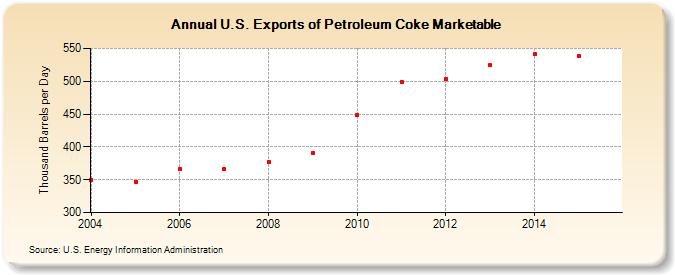 Annual U.S. Exports of Petroleum Coke Marketable
Thousand Barrels per Day
550
500
450
400
350
300
2004 2006 2008 2010 2012 2014
Source: U.S. Energy Information Administration